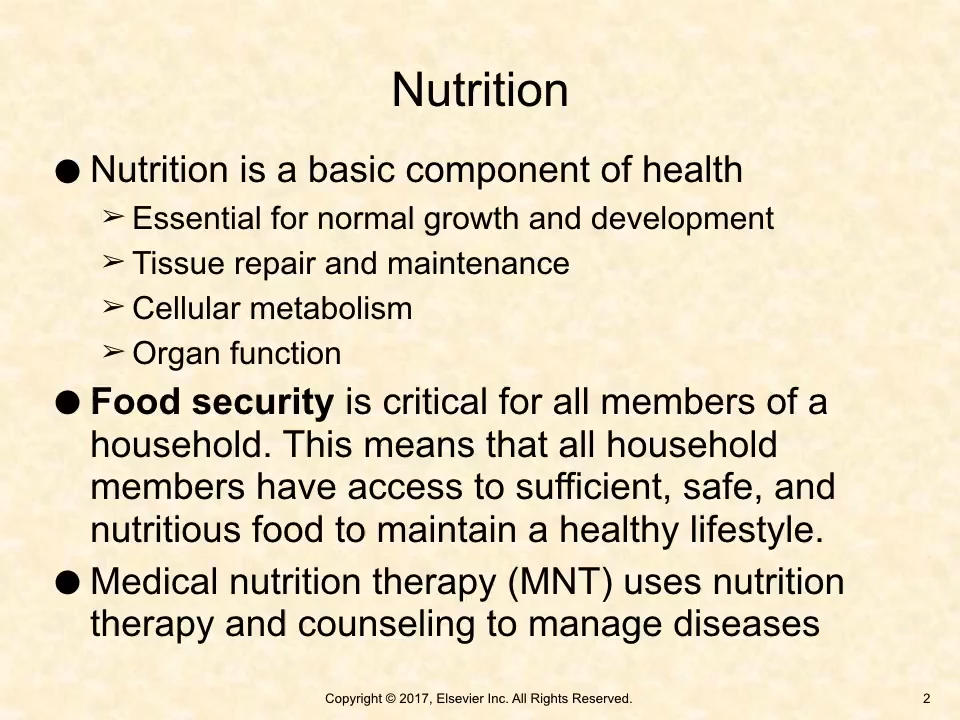 Nutrition
● Nutrition is a basic component of health
➢ Essential for normal growth and development
➢ Tissue repair and maintenance
➢ Cellular metabolism
➢ Organ function
● Food security is critical for all members of a
household. This means that all household
members have access to sufficient, safe, and
nutritious food to maintain a healthy lifestyle.
● Medical nutrition therapy (MNT) uses nutrition
therapy and counseling to manage diseases
Copyright © 2017, Elsevier Inc. All Rights Reserved. 2